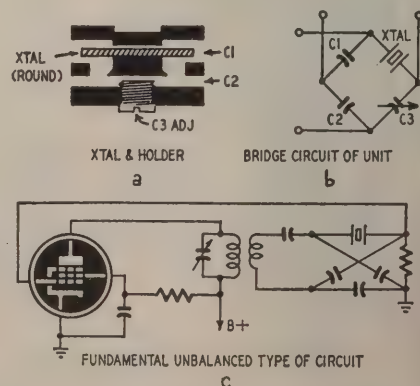 XTAL
(ROUND)
C1
C2
C3 ADJ
XTAL & HOLDER
a
XTAL
C1
C2
C3
BRIDGE CIRCUIT OF UNIT
b
B+
FUNDAMENTAL UNBALANCED TYPE OF CIRCUIT
c